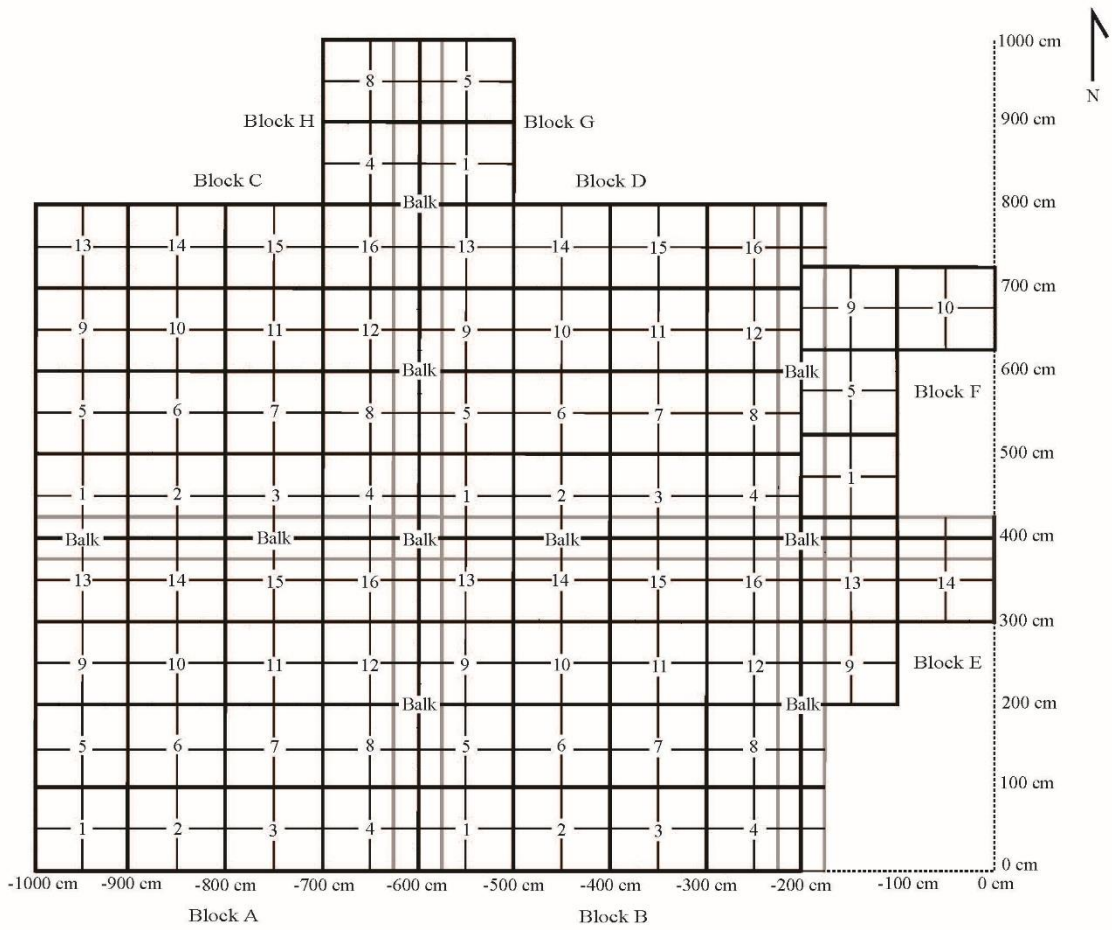 1000 cm
8 5
N
Block H Block G 900 cm
4 1
Block C Block D
Balk 800 cm
13 14 15 16 13 14 15 16
700 cm
9 10
9 10 11 12 9 10 11 12
Balk Balk 600 cm
5 Block F
5 6 7 8 5 6 7 8
500 cm
1
1 2 3 4 1 2 3 4
Balk Balk Balk Balk Balk 400 cm
13 14 15 16 13 14 15 16 13 14
300 cm
9 10 11 12 9 10 11 12 9 Block E
Balk Balk 200 cm
5 6 7 8 5 6 7 8
100 cm
1 2 3 4 1 2 3 4
0 cm
-1000 cm -900 cm -800 cm -700 cm -600 cm -500 cm -400 cm -300 cm -200 cm -100 cm 0 cm
Block A Block B